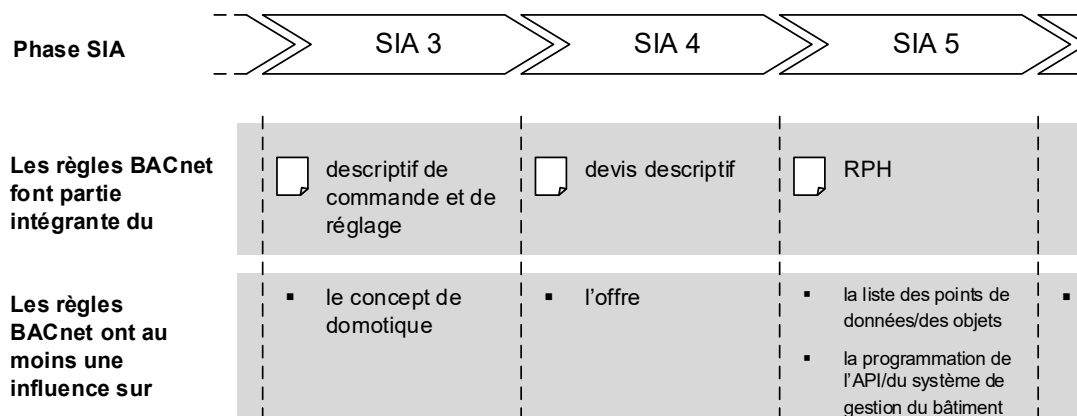 Phase SIA
SIA 3
SIA 4
SIA 5
Les règles BACnet
font partie
intégrante du
descriptif de
commande et de
réglage
devis descriptif
RPH
Les règles
BACnet ont au
moins une
influence sur
▪ le concept de
domotique
▪ l'offre
▪ la liste des points de
données/des objets
▪ la programmation de
l'API/du système de
gestion du bâtiment
▪